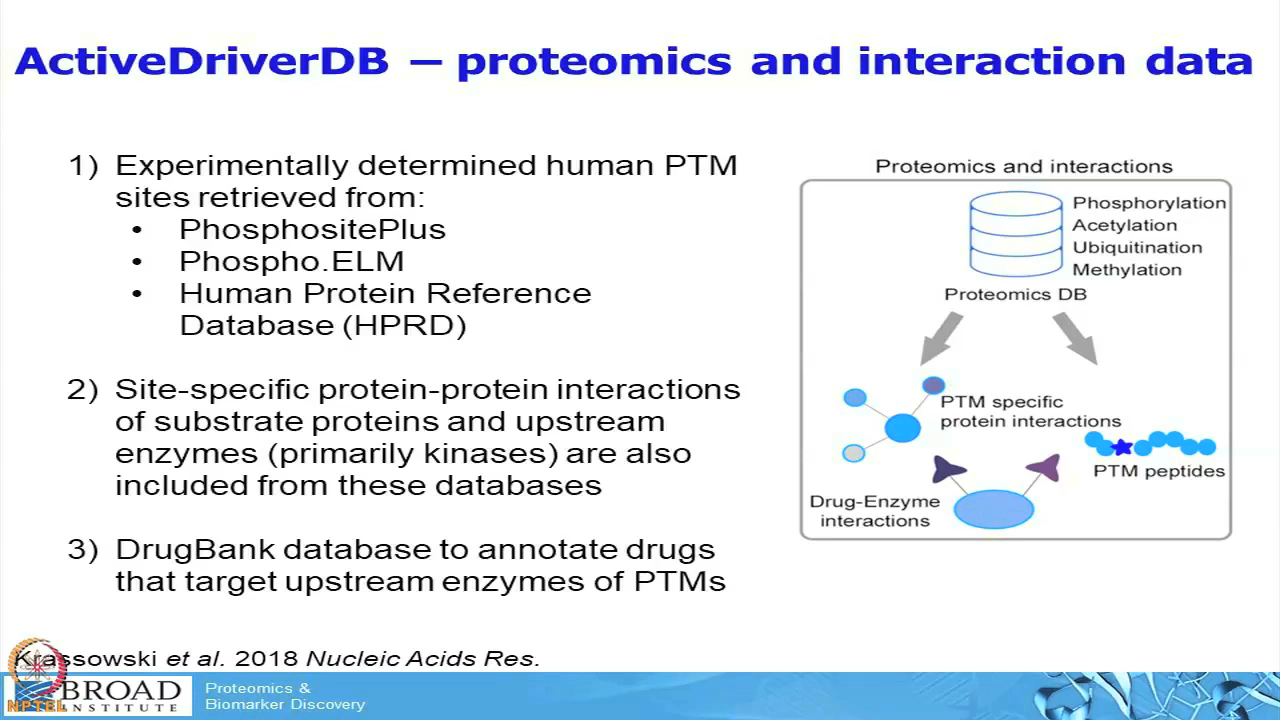 ActiveDriverDB – proteomics and interaction data
1) Experimentally determined human PTM
sites retrieved from:
• PhosphositePlus
• Phospho.ELM
• Human Protein Reference
Database (HPRD)
2) Site-specific protein-protein interactions
of substrate proteins and upstream
enzymes (primarily kinases) are also
included from these databases
3) DrugBank database to annotate drugs
that target upstream enzymes of PTMs
Proteomics and interactions
Phosphorylation
Acetylation
Ubiquitination
Methylation
Proteomics DB
PTM specific
protein interactions
PTM peptides
Drug-Enzyme
interactions
Krassowski et al. 2018 Nucleic Acids Res.
BROAD
INSTITUTE
NPTEL
Proteomics &
Biomarker Discovery